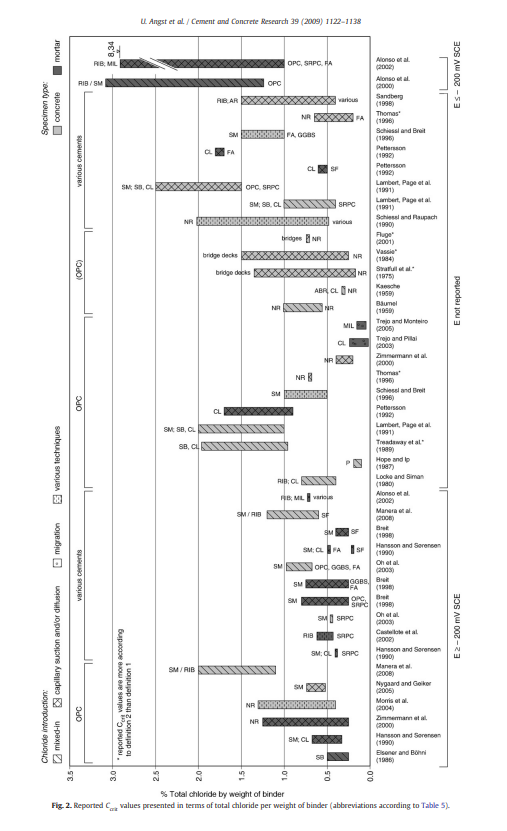 U. Angst et al. / Cement and Concrete Research 39 (2009) 1122–1138
Specimen type:
mortar
concrete
Chloride introduction:
mixed-in
capillary suction and/or diffusion
migration
various techniques
8,34
RIB; MIL OPC, SRPC, FA Alonso et al. (2002)
RIB / SM OPC Alonso et al. (2000)
E ≤ – 200 mV SCE
various cements
RIB,AR various Sandberg (1998)
NR FA Thomas* (1996)
SM FA, GGBS Schiessl and Breit (1996)
CL FA Pettersson (1992)
CL SF Pettersson (1992)
SM; SB, CL OPC, SRPC Lambert, Page et al. (1991)
SM; SB, CL SRPC Lambert, Page et al. (1991)
NR various Schiessl and Raupach (1990)
(OPC)
bridges NR Fluge* (2001)
bridge decks NR Vassie* (1984)
bridge decks NR Stratfull et al.* (1975)
ABR, CL NR Kaesche (1959)
NR NR Bäumel (1959)
E not reported
OPC
MIL Trejo and Monteiro (2005)
CL Trejo and Pillai (2003)
NR Zimmermann et al. (2000)
NR Thomas* (1996)
SM Schiessl and Breit (1996)
CL Pettersson (1992)
SM; SB, CL Lambert, Page et al. (1991)
SB, CL Treadaway et al.* (1989)
P Hope and Ip (1987)
RIB; CL Locke and Siman (1980)
various cements
RIB; MIL various Alonso et al. (2002)
SM / RIB SF Manera et al. (2008)
SM SF Breit (1998)
SM; CL FA SF Hansson and Sørensen (1990)
SM OPC, GGBS, FA Oh et al. (2003)
SM GGBS, FA Breit (1998)
SM OPC, SRPC Breit (1998)
SM SRPC Oh et al. (2003)
RIB SRPC Castellote et al. (2002)
SM; CL SRPC Hansson and Sørensen (1990)
E ≥ – 200 mV SCE
OPC
SM / RIB Manera et al. (2008)
SM Nygaard and Geiker (2005)
NR Morris et al. (2004)
NR Zimmermann et al. (2000)
SM; CL Hansson and Sørensen (1990)
SB Elsener and Böhni (1986)
* reported Ccrit values are more according
to definition 2 than definition 1
3.5 3.0 2.5 2.0 1.5 1.0 0.5 0.0
% Total chloride by weight of binder
Fig. 2. Reported Ccrit values presented in terms of total chloride per weight of binder (abbreviations according to Table 5).